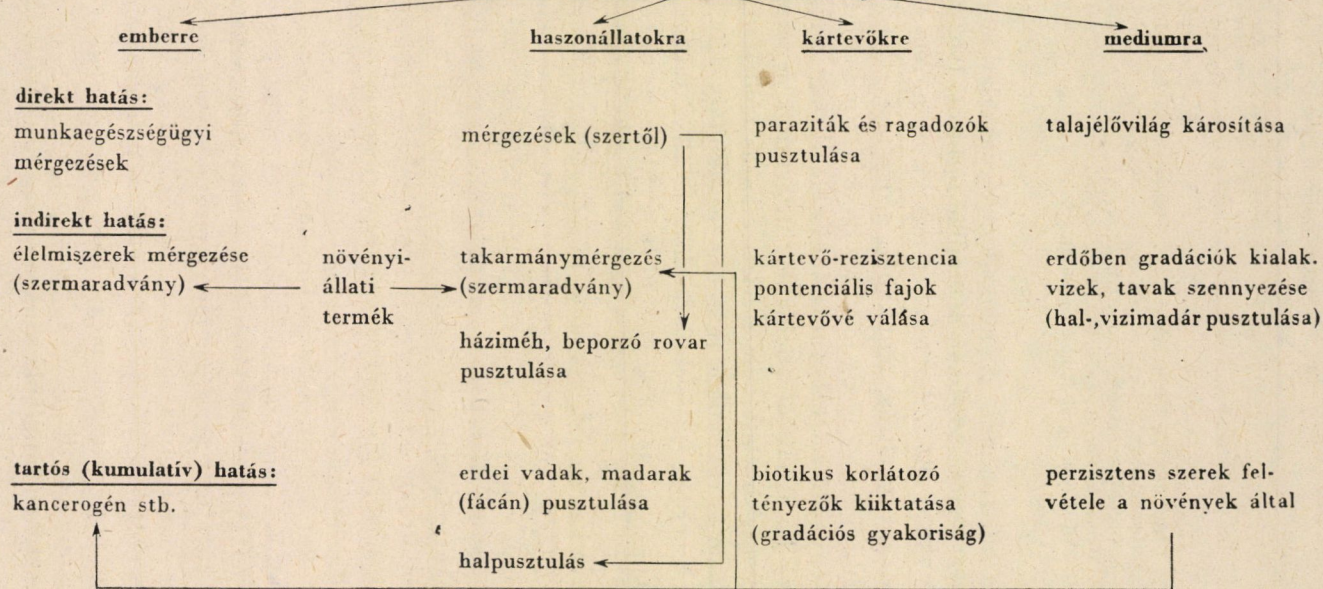 emberre
haszonállatokra
kártevőkre
mediumra
direkt hatás:
munkaegészségügyi
mérgezések
mérgezések (szertől)
paraziták és ragadozók
pusztulása
talajélővilág károsítása
indirekt hatás:
élelmiszerek mérgezése
(szermaradvány)
növényi-
állati
termék
takarmánymérgezés
(szermaradvány)
háziméh, beporzó rovar
pusztulása
kártevő-rezisztencia
pontenciális fajok
kártevővé válása
erdőben gradációk kialak.
vizek, tavak szennyezése
(hal-,vizimadár pusztulása)
tartós (kumulatív) hatás:
kancerogén stb.
erdei vadak, madarak
(fácán) pusztulása
halpusztulás
biotikus korlátozó
tényezők kiiktatása
(gradációs gyakoriság)
perzisztens szerek fel-
vétele a növények által